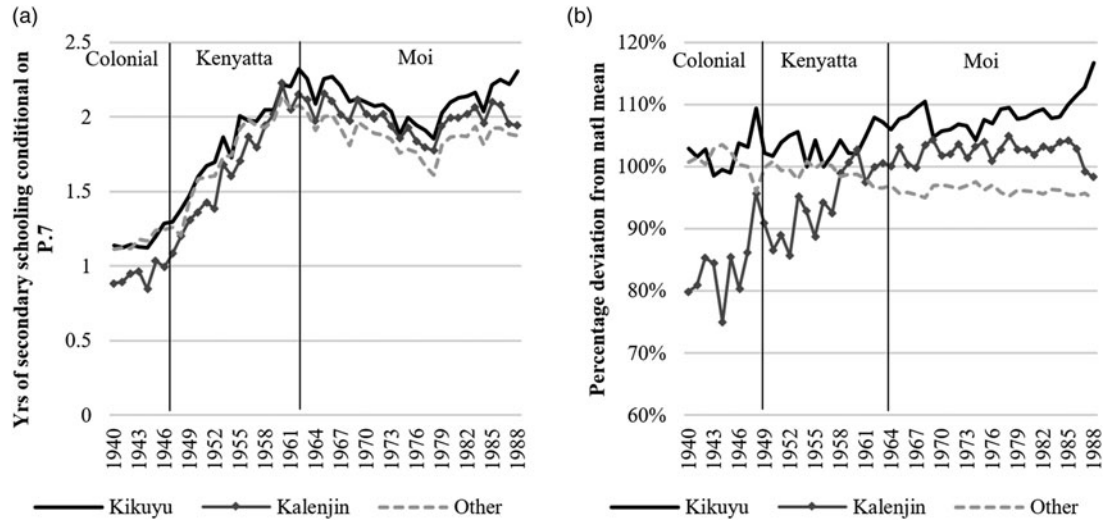 (a)
Yrs of secondary schooling conditional on
P.7
2.5
2
1.5
1
0.5
0
Colonial Kenyatta Moi
1940 1943 1946 1949 1952 1955 1958 1961 1964 1967 1970 1973 1976 1979 1982 1985 1988
Kikuyu Kalenjin Other
(b)
Percentage deviation from natl mean
120%
110%
100%
90%
80%
70%
60%
Colonial Kenyatta Moi
1940 1943 1946 1949 1952 1955 1958 1961 1964 1967 1970 1973 1976 1979 1982 1985 1988
Kikuyu Kalenjin Other